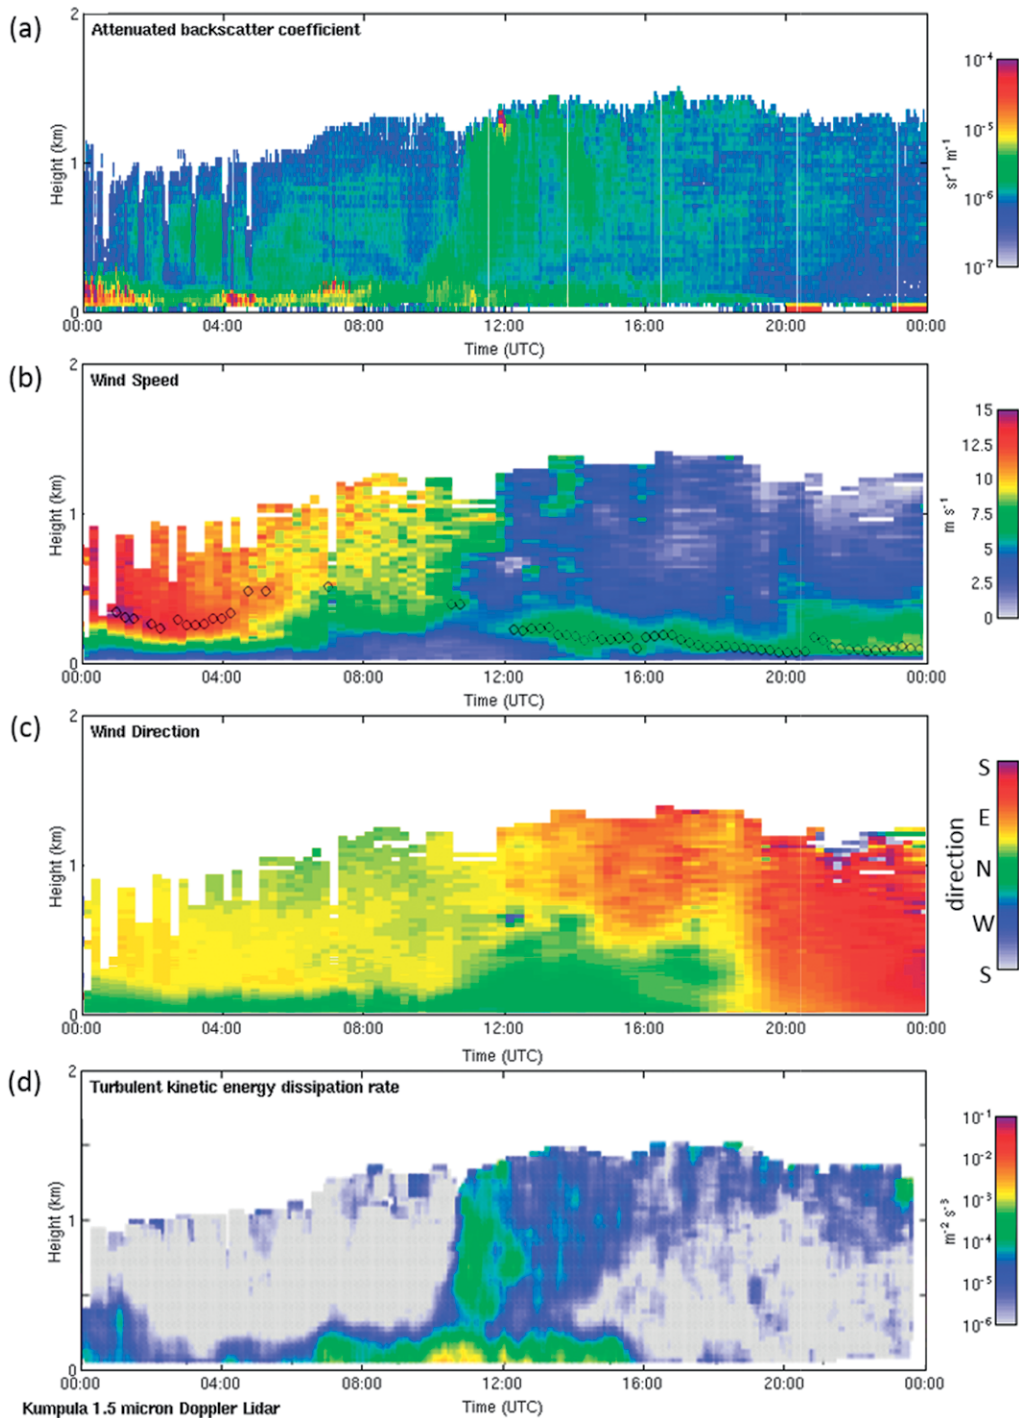 (a)
2
Attenuated backscatter coefficient
1
0
Height (km)
00:00 04:00 08:00 12:00 16:00 20:00 00:00
Time (UTC)
10⁻⁴
10⁻⁵
10⁻⁶
10⁻⁷
sr⁻¹ m⁻¹
(b)
2
Wind Speed
1
0
Height (km)
00:00 04:00 08:00 12:00 16:00 20:00 00:00
Time (UTC)
15
12.5
10
7.5
5
2.5
0
m s⁻¹
(c)
2
Wind Direction
1
0
Height (km)
00:00 04:00 08:00 12:00 16:00 20:00 00:00
Time (UTC)
S
E
N
W
S
direction
(d)
2
Turbulent kinetic energy dissipation rate
1
0
Height (km)
00:00 04:00 08:00 12:00 16:00 20:00 00:00
Time (UTC)
10⁻¹
10⁻²
10⁻³
10⁻⁴
10⁻⁵
10⁻⁶
m⁻² s⁻³
Kumpula 1.5 micron Doppler Lidar